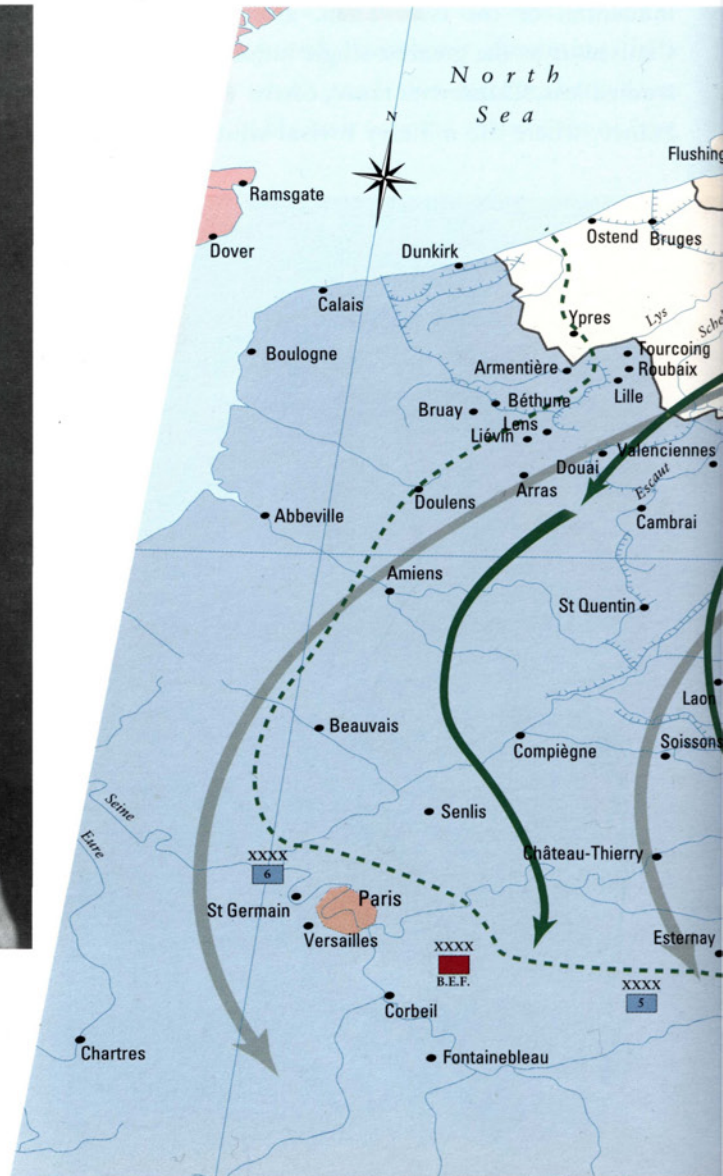 North
Sea
N
Flushing
Ramsgate
Dover
Dunkirk
Ostend
Bruges
Calais
Ypres
Lys
Schel
Boulogne
Tourcoing
Roubaix
Armentière
Lille
Béthune
Bruay
Lens
Liévin
Douai
Valenciennes
Escaut
Arras
Doulens
Cambrai
Abbeville
Amiens
St Quentin
Laon
Beauvais
Compiègne
Soissons
Seine
Senlis
Eure
Château-Thierry
XXXX
6
St Germain
Paris
Versailles
XXXX
B.E.F.
Esternay
XXXX
5
Corbeil
Chartres
Fontainebleau